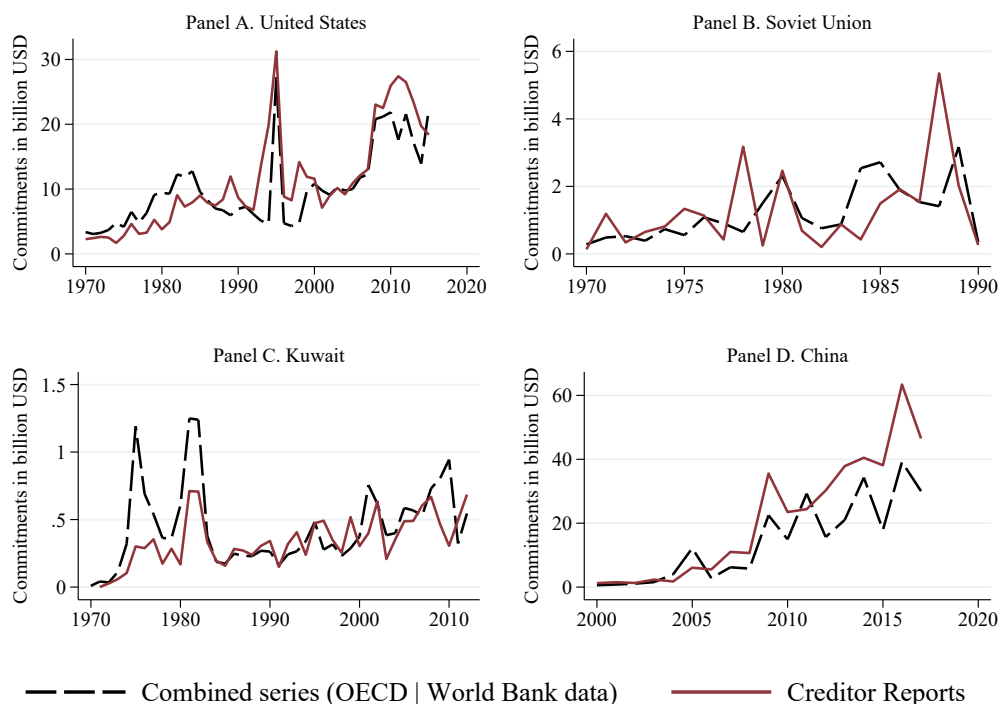 Panel A. United States
Commitments in billion USD
30
20
10
0
1970 1980 1990 2000 2010 2020
Panel B. Soviet Union
Commitments in billion USD
6
4
2
0
1970 1975 1980 1985 1990
Panel C. Kuwait
Commitments in billion USD
1.5
1
.5
0
1970 1980 1990 2000 2010
Panel D. China
Commitments in billion USD
60
40
20
0
2000 2005 2010 2015 2020
Combined series (OECD | World Bank data)
Creditor Reports